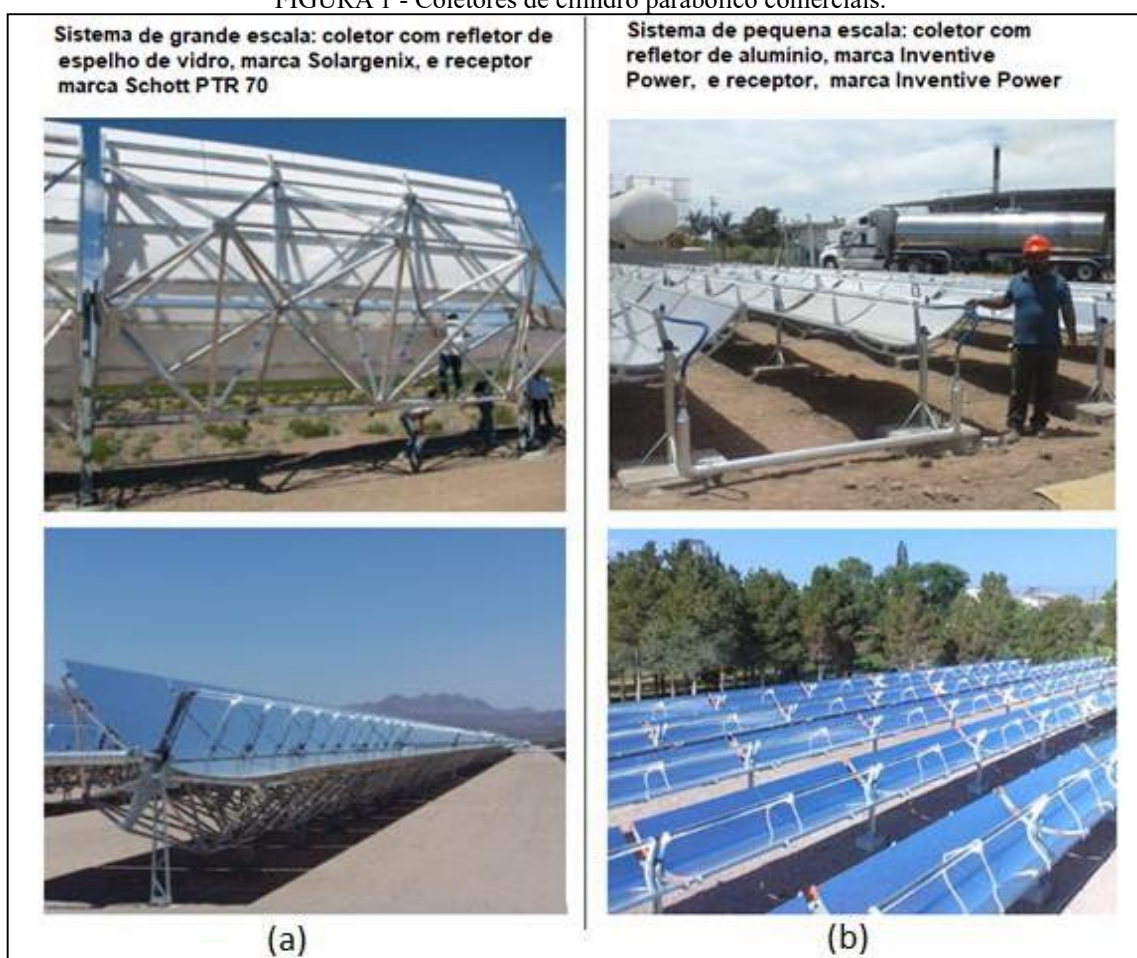 FIGURA 1 - Coletores de cilindro parabólico comerciais.
Sistema de grande escala: coletor com refletor de
espelho de vidro, marca Solargenix, e receptor
marca Schott PTR 70
Sistema de pequena escala: coletor com
refletor de alumínio, marca Inventive
Power, e receptor, marca Inventive Power
(a)
(b)